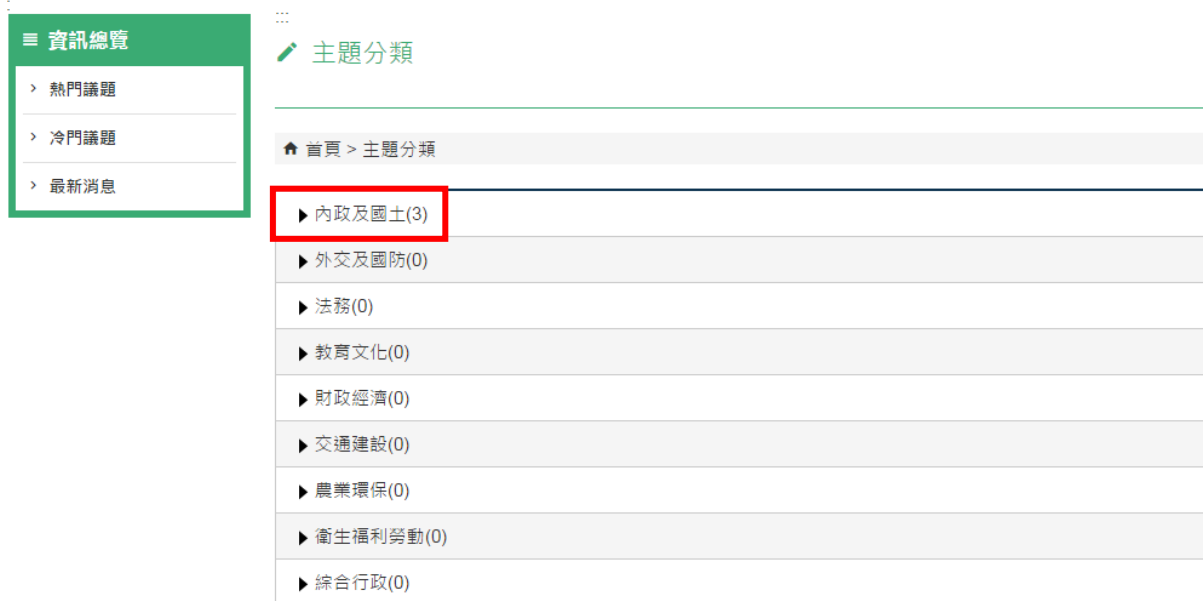 資訊總覽
熱門議題
冷門議題
最新消息
:::
主題分類
首頁 > 主題分類
內政及國土(3)
外交及國防(0)
法務(0)
教育文化(0)
財政經濟(0)
交通建設(0)
農業環保(0)
衛生福利勞動(0)
綜合行政(0)